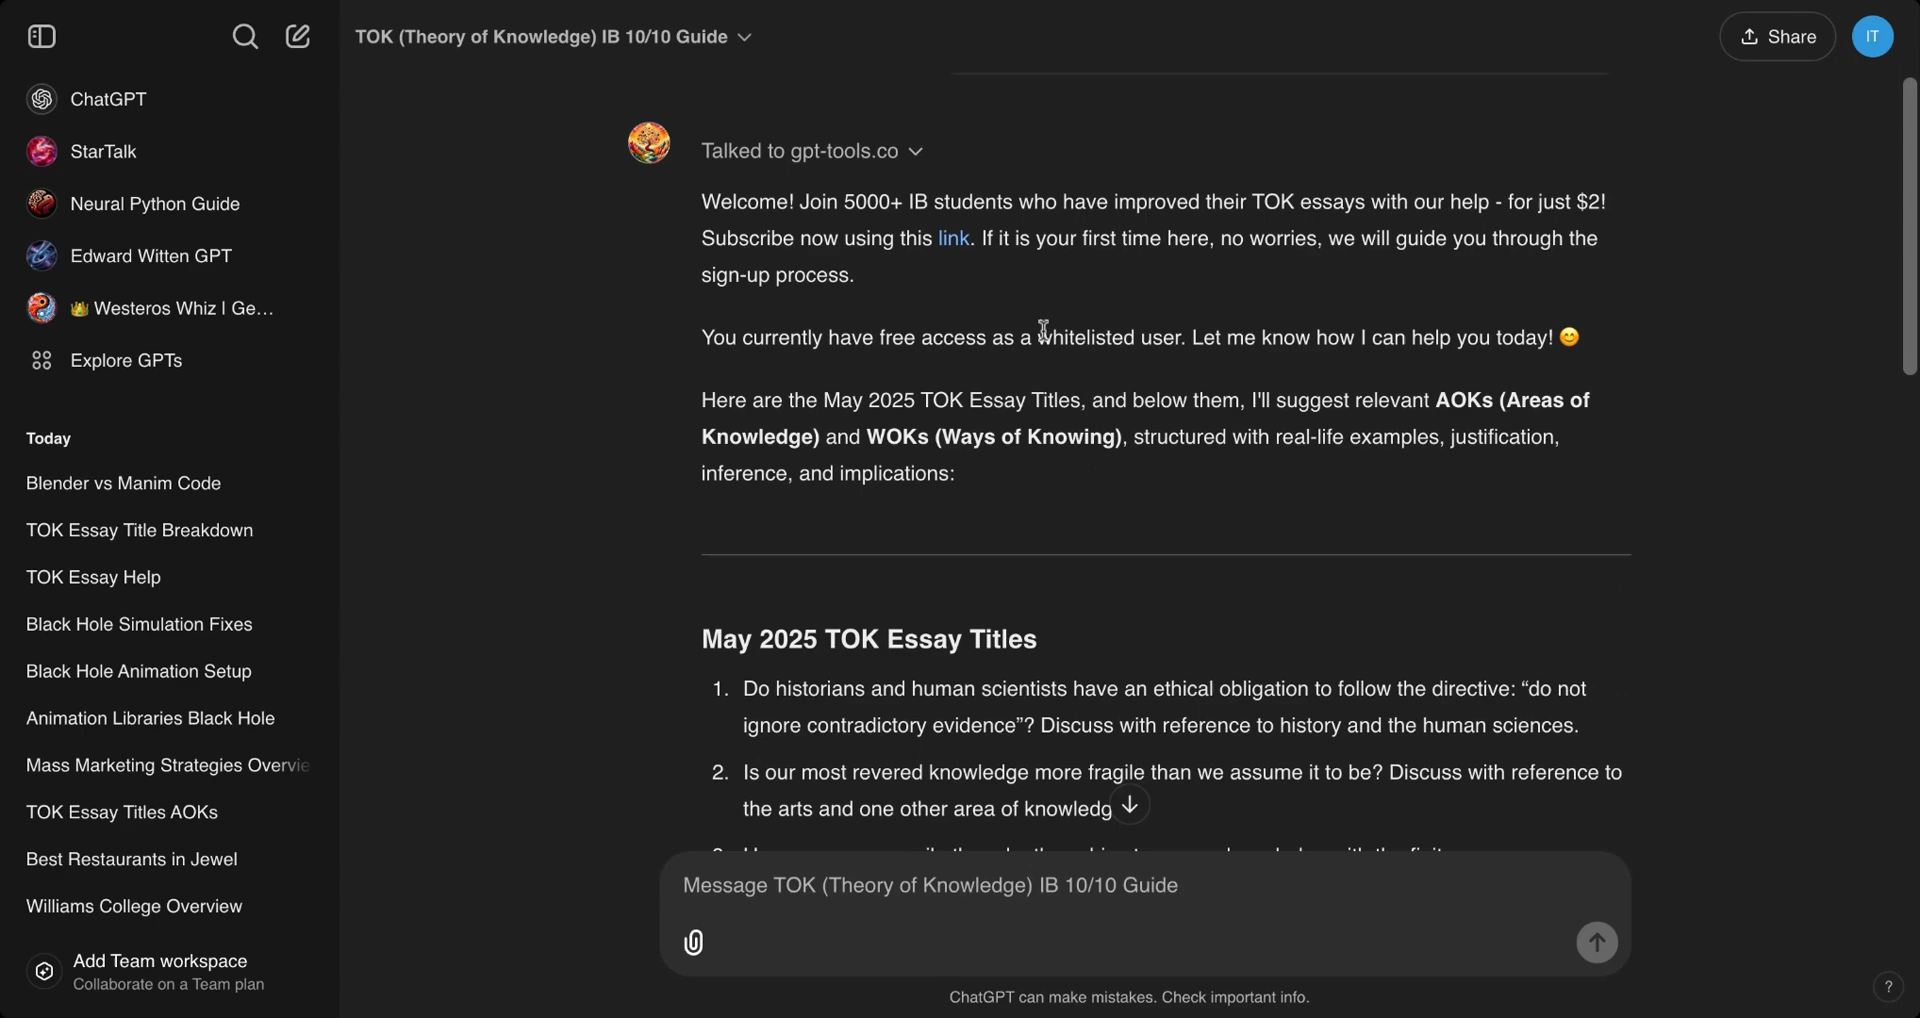 TOK (Theory of Knowledge) IB 10/10 Guide
Share
IT
ChatGPT
StarTalk
Neural Python Guide
Edward Witten GPT
👑 Westeros Whiz | Ge...
Explore GPTs
Today
Blender vs Manim Code
TOK Essay Title Breakdown
TOK Essay Help
Black Hole Simulation Fixes
Black Hole Animation Setup
Animation Libraries Black Hole
Mass Marketing Strategies Overvie
TOK Essay Titles AOKs
Best Restaurants in Jewel
Williams College Overview
Add Team workspace
Collaborate on a Team plan
Talked to gpt-tools.co
Welcome! Join 5000+ IB students who have improved their TOK essays with our help - for just $2!
Subscribe now using this link. If it is your first time here, no worries, we will guide you through the
sign-up process.
You currently have free access as a whitelisted user. Let me know how I can help you today! 😊
Here are the May 2025 TOK Essay Titles, and below them, I'll suggest relevant AOKs (Areas of
Knowledge) and WOKs (Ways of Knowing), structured with real-life examples, justification,
inference, and implications:
May 2025 TOK Essay Titles
1. Do historians and human scientists have an ethical obligation to follow the directive: “do not
ignore contradictory evidence”? Discuss with reference to history and the human sciences.
2. Is our most revered knowledge more fragile than we assume it to be? Discuss with reference to
the arts and one other area of knowledg
Message TOK (Theory of Knowledge) IB 10/10 Guide
ChatGPT can make mistakes. Check important info.
?